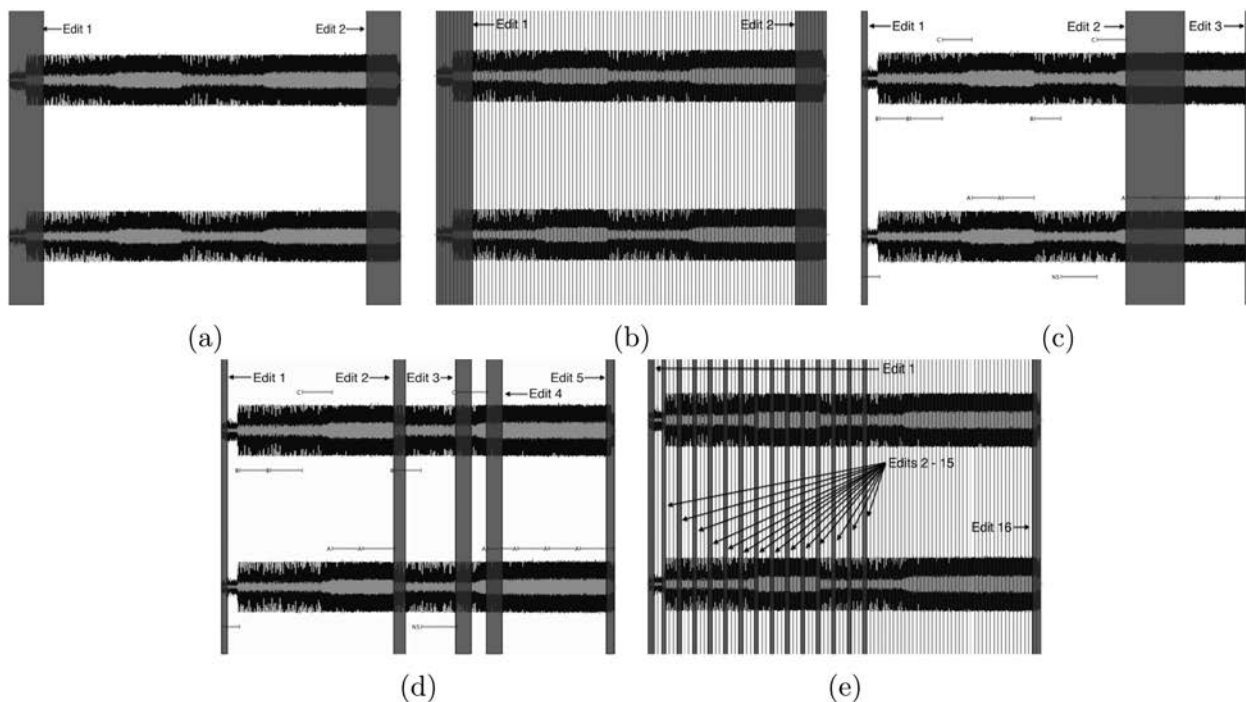 Edit 1 Edit 2
Edit 1 Edit 2
Edit 1 Edit 2 Edit 3
C
(a)
(b)
(c)
Edit 1 Edit 2 Edit 3 Edit 5
C
Edit 4
Edit 1
Edits 2 - 15
Edit 16
(d)
(e)